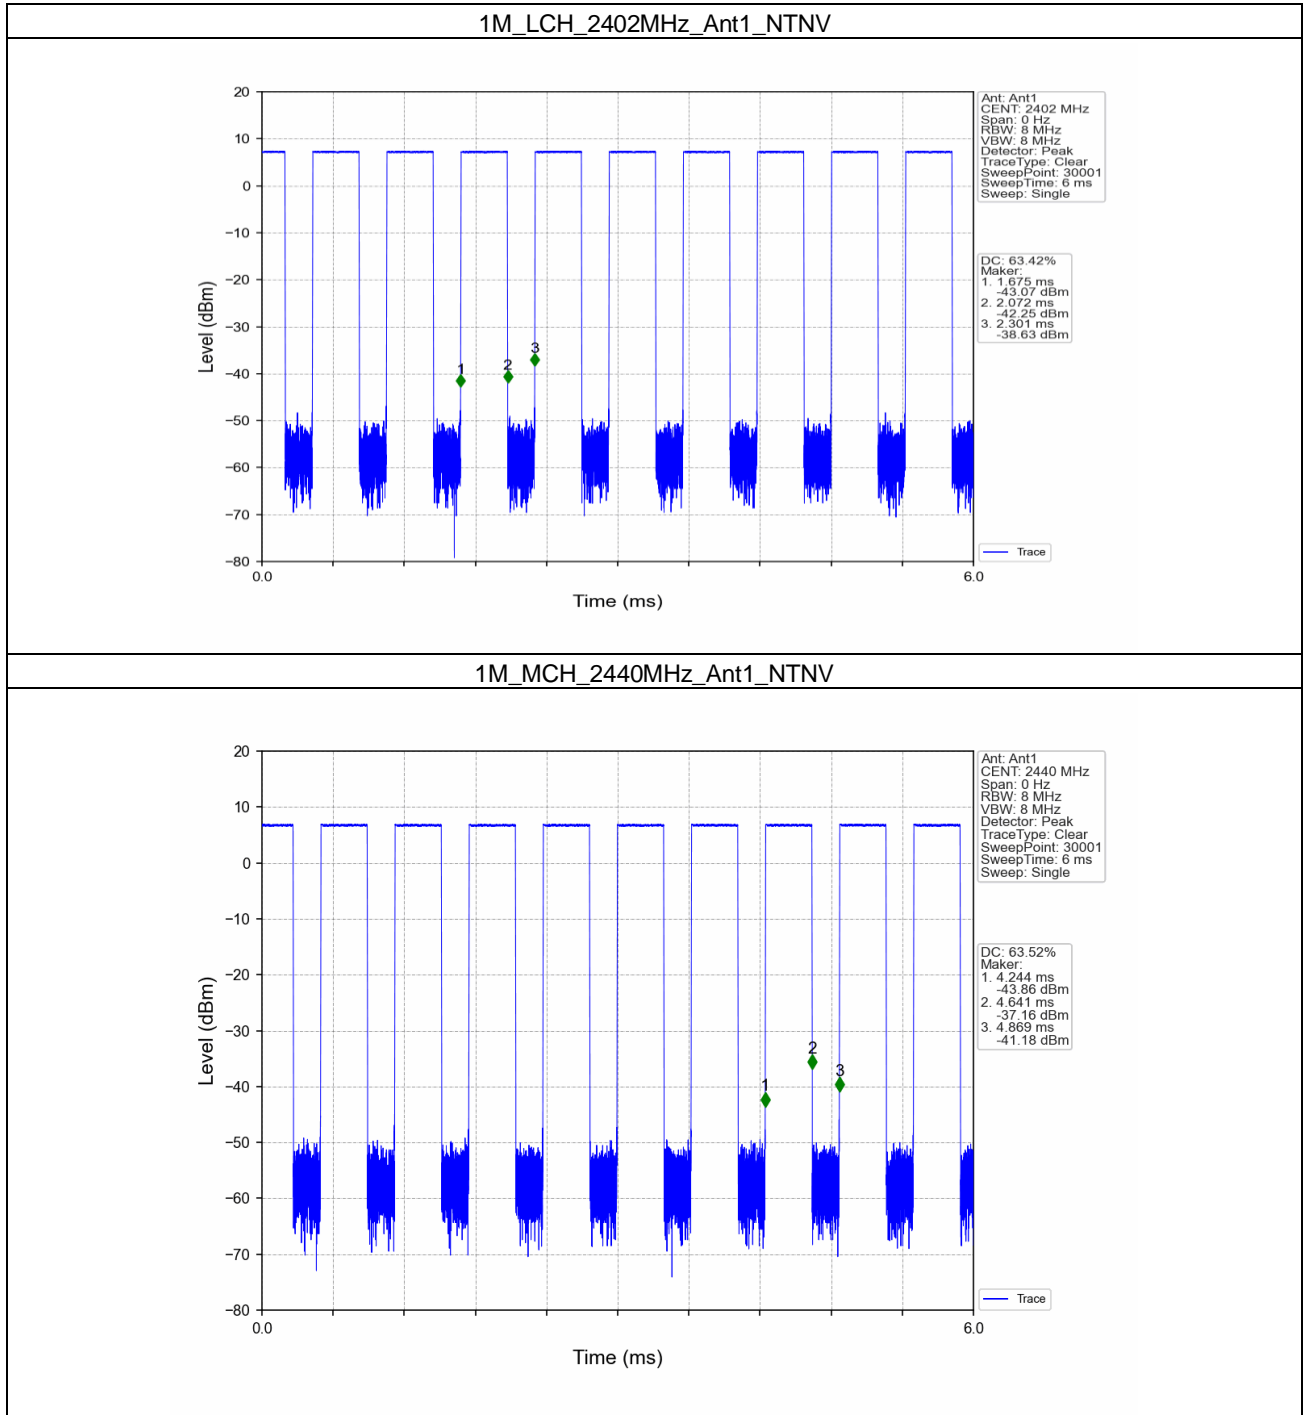 1M_LCH_2402MHz_Ant1_NTNV
20
10
0
−10
−20
−30
−40
−50
−60
−70
−80
Level (dBm)
1
2
3
0.0
6.0
Time (ms)
Ant: Ant1
CENT: 2402 MHz
Span: 0 Hz
RBW: 8 MHz
VBW: 8 MHz
Detector: Peak
TraceType: Clear
SweepPoint: 30001
SweepTime: 6 ms
Sweep: Single
DC: 63.42%
Maker:
1. 1.675 ms
-43.07 dBm
2. 2.072 ms
-42.25 dBm
3. 2.301 ms
-38.63 dBm
Trace
1M_MCH_2440MHz_Ant1_NTNV
20
10
0
−10
−20
−30
−40
−50
−60
−70
−80
Level (dBm)
1
2
3
0.0
6.0
Time (ms)
Ant: Ant1
CENT: 2440 MHz
Span: 0 Hz
RBW: 8 MHz
VBW: 8 MHz
Detector: Peak
TraceType: Clear
SweepPoint: 30001
SweepTime: 6 ms
Sweep: Single
DC: 63.52%
Maker:
1. 4.244 ms
-43.86 dBm
2. 4.641 ms
-37.16 dBm
3. 4.869 ms
-41.18 dBm
Trace